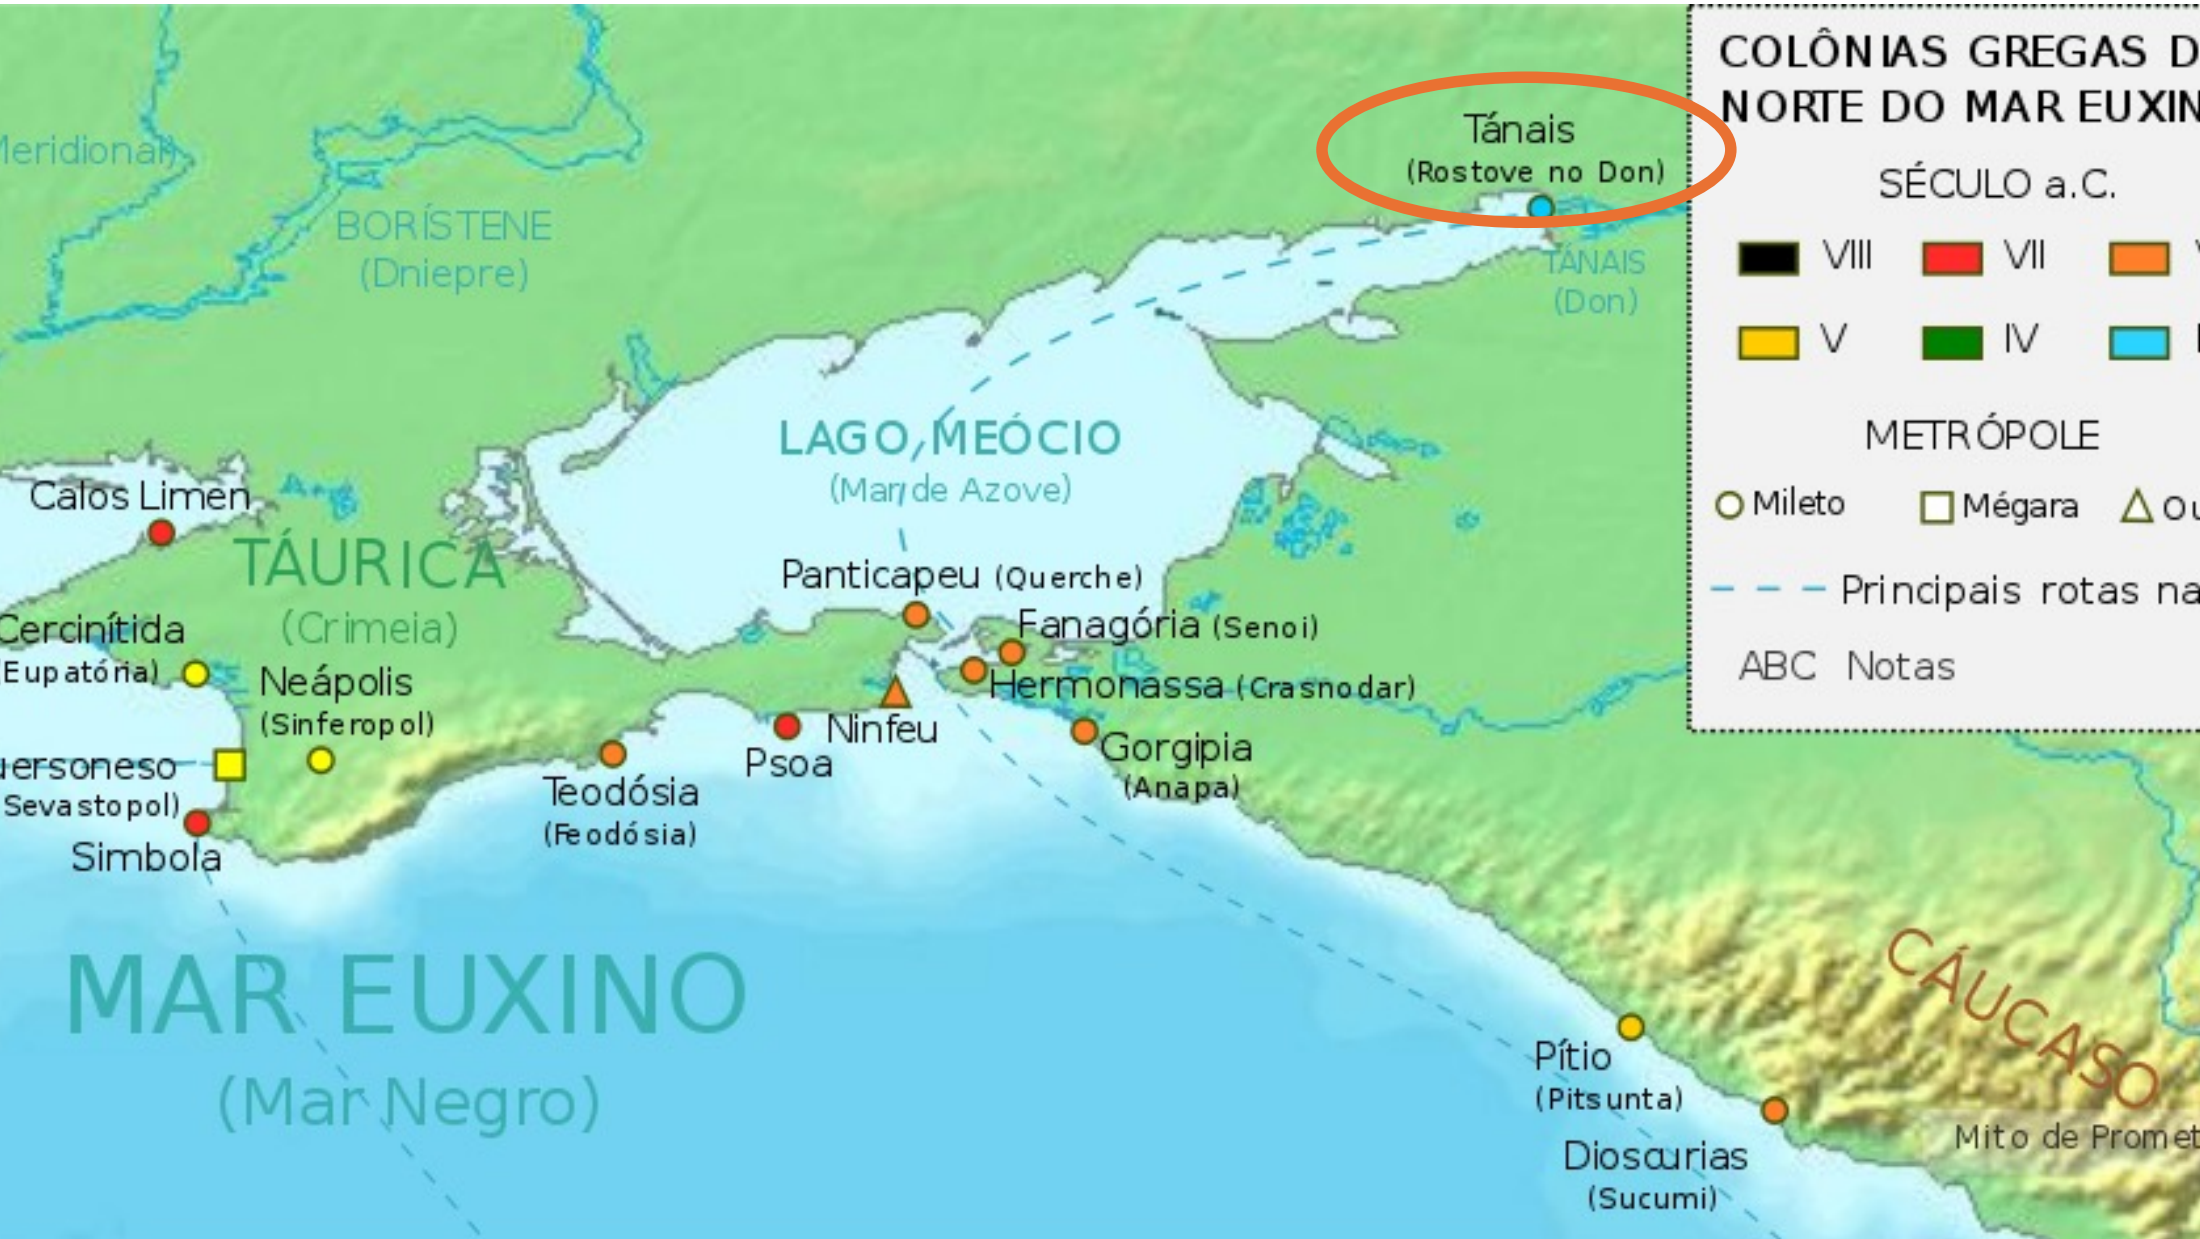 Meridional)
BORÍSTENE
(Dniepre)
Tánais
(Rostove no Don)
TÁNAIS
(Don)
LAGO MEÓCIO
(Mar de Azove)
Calos Limen
TÁURICA
(Crimeia)
Cercinítida
(Eupatória)
Neápolis
(Sinferopol)
Panticapeu (Querche)
Fanagória (Senoi)
Hermonassa (Crasnodar)
Gorgipia
(Anapa)
Ninfeu
Psoa
Teodósia
(Feodósia)
uersoneso
Sevastopol)
Simbola
MAR EUXINO
(Mar Negro)
Pítio
(Pitsunta)
Dioscurias
(Sucumi)
CÁUCASO
Mito de Promet
COLÔNIAS GREGAS D
NORTE DO MAR EUXIN
SÉCULO a.C.
VIII VII V
V IV I
METRÓPOLE
Mileto Mégara Ou
Principais rotas na
ABC Notas